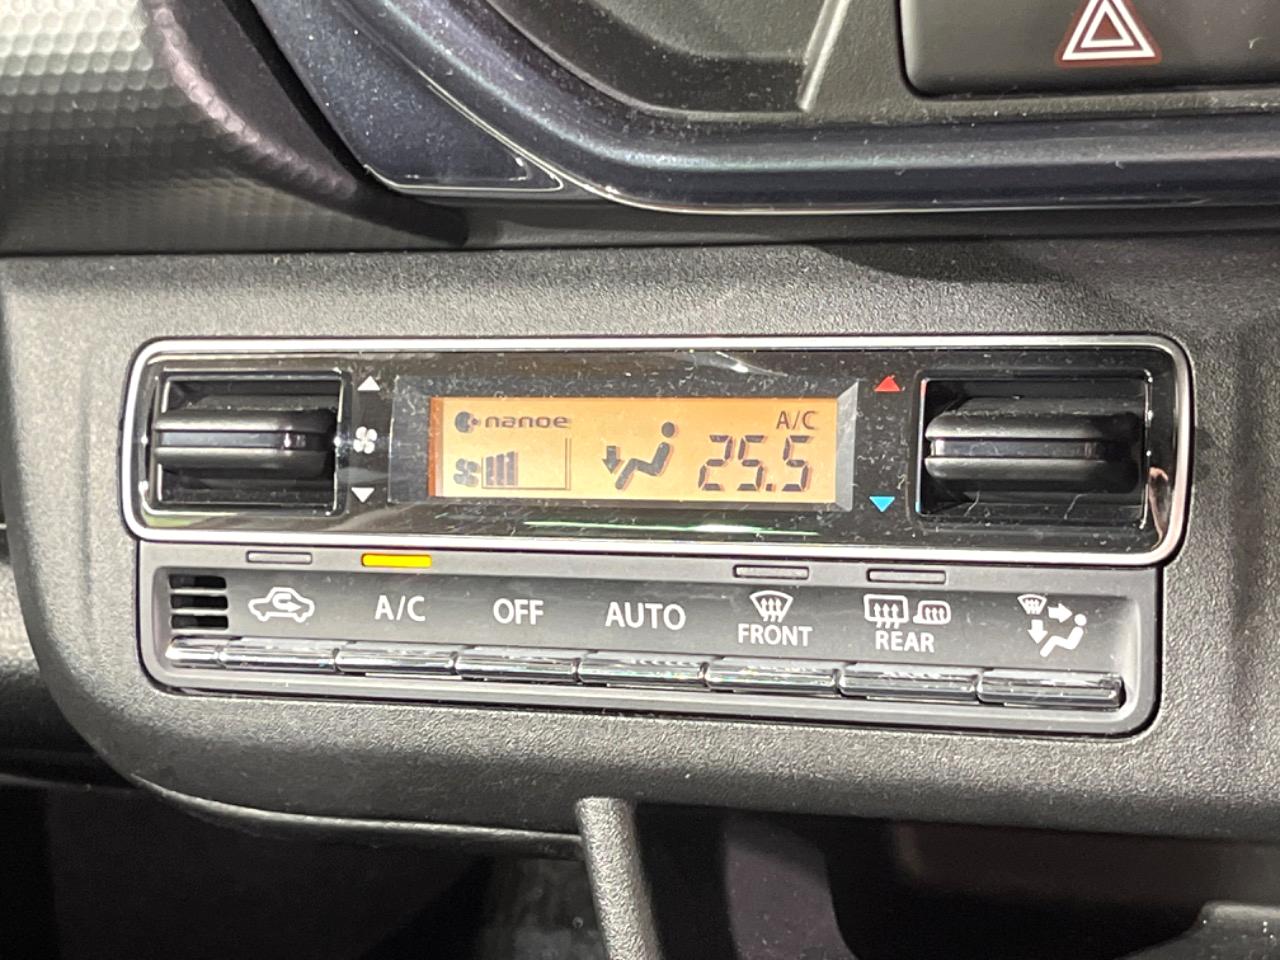 nanoe
A/C
25.5
A/C
OFF
AUTO
FRONT
REAR